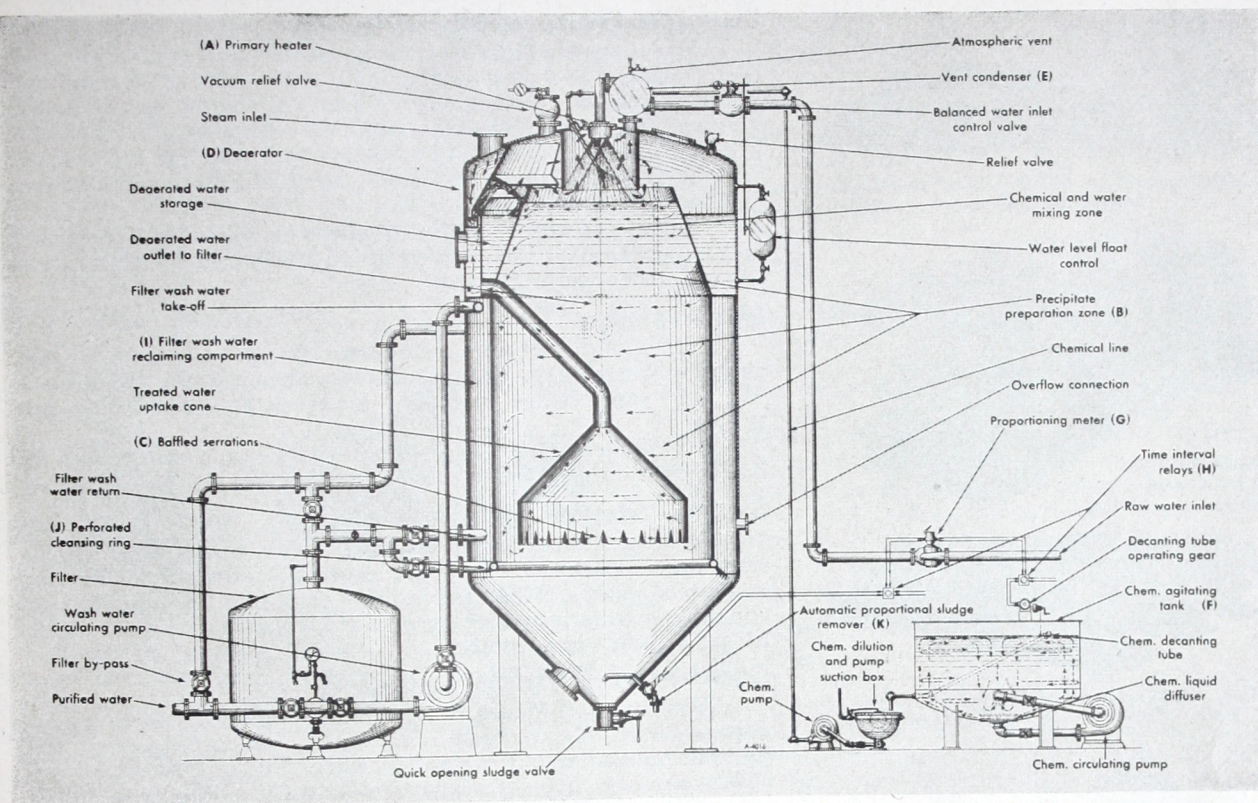 (A) Primary heater
Vacuum relief valve
Steam inlet
(D) Deaerator
Deaerated water
storage
Deaerated water
outlet to filter
Filter wash water
take-off
(I) Filter wash water
reclaiming compartment
Treated water
uptake cone
(C) Baffled serrations
Filter wash
water return
(J) Perforated
cleansing ring
Filter
Wash water
circulating pump
Filter by-pass
Purified water
Quick opening sludge valve
Atmospheric vent
Vent condenser (E)
Balanced water inlet
control valve
Relief valve
Chemical and water
mixing zone
Water level float
control
Precipitate
preparation zone (B)
Chemical line
Overflow connection
Proportioning meter (G)
Time interval
relays (H)
Raw water inlet
Decanting tube
operating gear
Chem. agitating
tank (F)
Automatic proportional sludge
remover (K)
Chem. dilution
and pump
suction box
Chem. decanting
tube
Chem. liquid
diffuser
Chem.
pump
A-4016
Chem. circulating pump